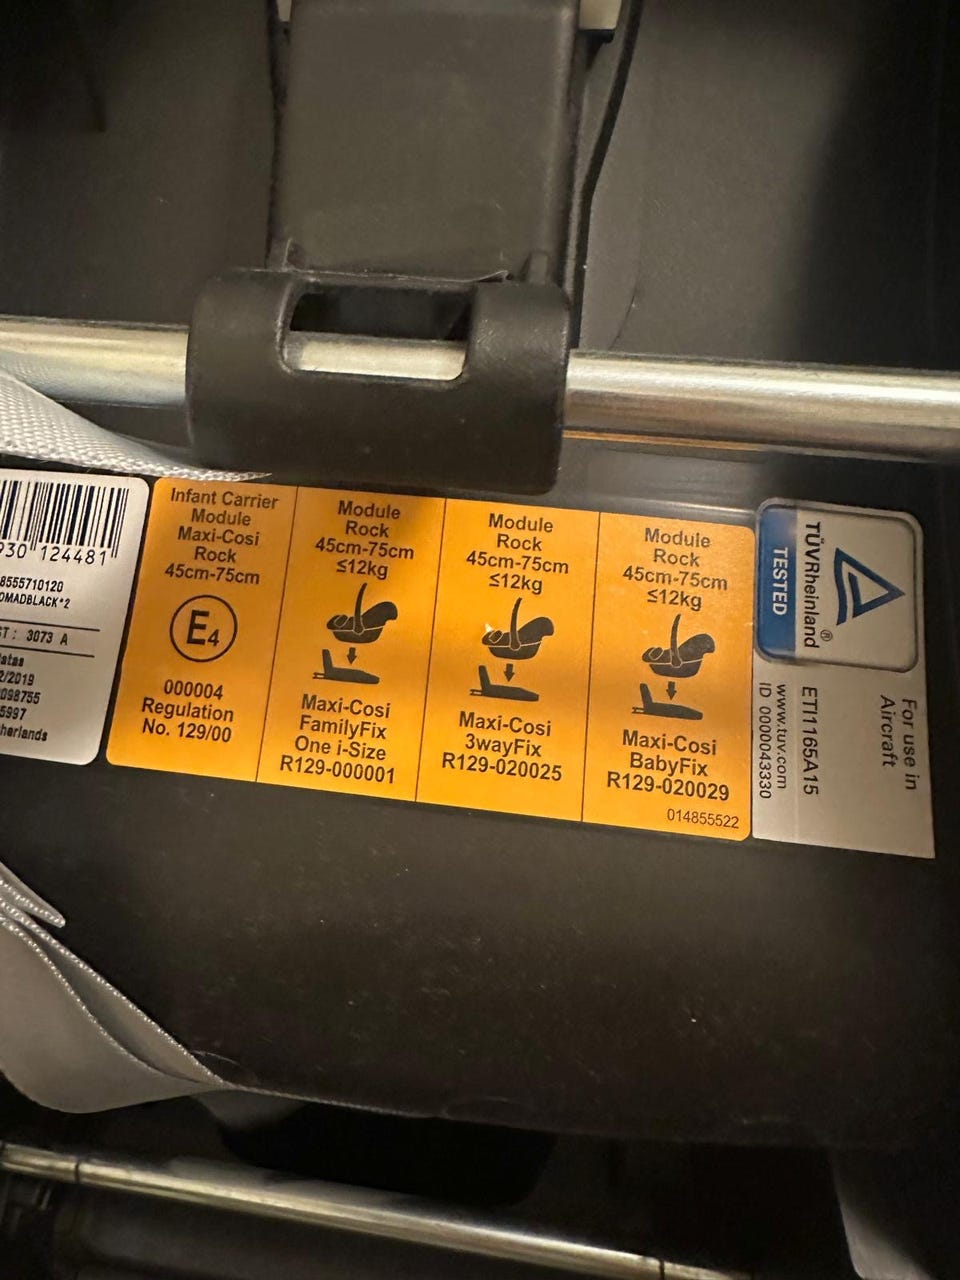 930 124481
8555710120
OMADBLACK*2
ST: 3073 A
2/2019
098755
5997
herlands
Infant Carrier
Module
Maxi-Cosi
Rock
45cm-75cm
E4
000004
Regulation
No. 129/00
Module
Rock
45cm-75cm
≤12kg
Maxi-Cosi
FamilyFix
One i-Size
R129-000001
Module
Rock
45cm-75cm
≤12kg
Maxi-Cosi
3wayFix
R129-020025
Module
Rock
45cm-75cm
≤12kg
Maxi-Cosi
BabyFix
R129-020029
014855522
TÜVRheinland®
TESTED
For use in
Aircraft
ETI1165A15
www.tuv.com
ID 0000043330